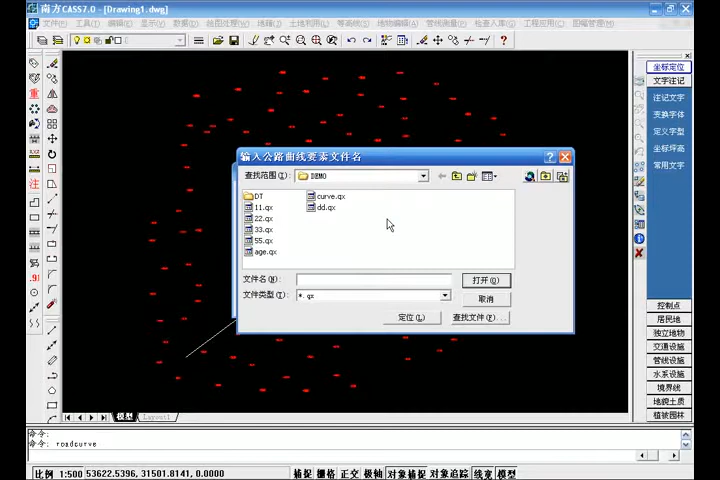 南方CASS7.0 - [Drawing1.dwg]
文件(F) 工具(T) 编辑(E) 显示(V) 数据(D) 绘图处理(W) 地籍(J) 土地利用(L) 等高线(S) 地物编辑(A) 检查入库(G) 工程应用(C) 图幅管理(M)
坐标定位
文字注记
注记文字
变换字体
定义字型
坐标坪高
常用文字
输入公路曲线要素文件名
查找范围(I): DEMO
DT
11.qx
22.qx
33.qx
55.qx
age.qx
curve.qx
dd.qx
文件名(N):
打开(O)
文件类型(T): *.qx
取消
定位(L)
查找文件(F)...
重
注
.91
控制点
居民地
独立地物
交通设施
管线设施
水系设施
境界线
地貌土质
植被园林
模型 Layout1
命令:
命令: roadcurve
比例 1:500 53622.5396, 31501.8141, 0.0000 捕捉 栅格 正交 极轴 对象捕捉 对象追踪 线宽 模型